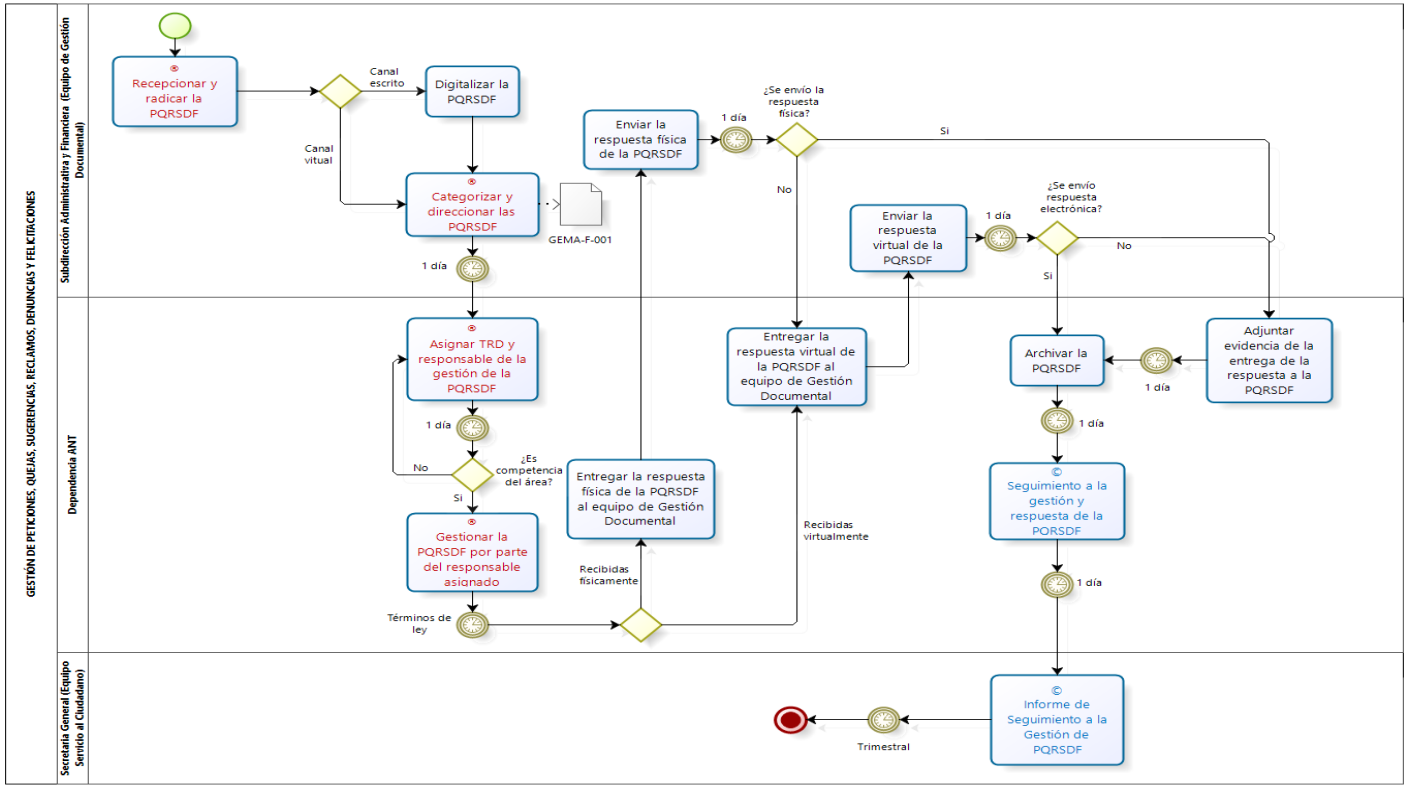 GESTIÓN DE PETICIONES, QUEJAS, SUGERENCIAS, RECLAMOS, DENUNCIAS Y FELICITACIONES
Subdirección Administrativa y Financiera (Equipo de Gestión
Documental)
Recepcionar y
radicar la
PQRSDF
Canal
escrito
Canal
vitual
Digitalizar la
PQRSDF
Categorizar y
direccionar las
PQRSDF
GEMA-F-001
1 día
Enviar la
respuesta física
de la PQRSDF
1 día
¿Se envío la
respuesta
física?
Si
No
Enviar la
respuesta
virtual de la
PQRSDF
1 día
¿Se envío
respuesta
electrónica?
No
Si
Dependencia ANT
Asignar TRD y
responsable de la
gestión de la
PQRSDF
1 día
¿Es
competencia
del área?
No
Si
Gestionar la
PQRSDF por parte
del responsable
asignado
Términos de
ley
Recibidas
físicamente
Entregar la respuesta
física de la PQRSDF
al equipo de Gestión
Documental
Recibidas
virtualmente
Entregar la
respuesta virtual de
la PQRSDF al
equipo de Gestión
Documental
Adjuntar
evidencia de la
entrega de la
respuesta a la
PQRSDF
1 día
Archivar la
PQRSDF
1 día
©
Seguimiento a la
gestión y
respuesta de la
PQRSDF
1 día
Secretaria General (Equipo
Servicio al Ciudadano)
©
Informe de
Seguimiento a la
Gestión de
PQRSDF
Trimestral